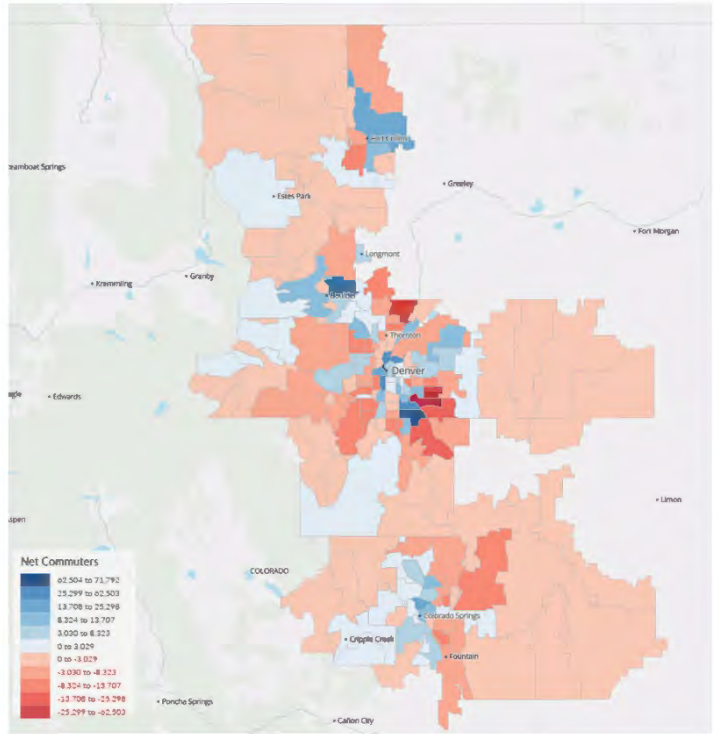 Fort Collins
Steamboat Springs
Greeley
Estes Park
Fort Morgan
Longmont
Granby
Kremmling
Boulder
Thornton
Denver
Edwards
Limon
Net Commuters
62,504 to 71,792
25,299 to 62,503
13,708 to 25,298
8,324 to 13,707
3,030 to 8,323
0 to 3,029
0 to -3,029
-3,030 to -8,323
-8,324 to -13,707
-13,708 to -25,298
-25,299 to -62,503
COLORADO
Colorado Springs
Cripple Creek
Fountain
Poncha Springs
Cañon City